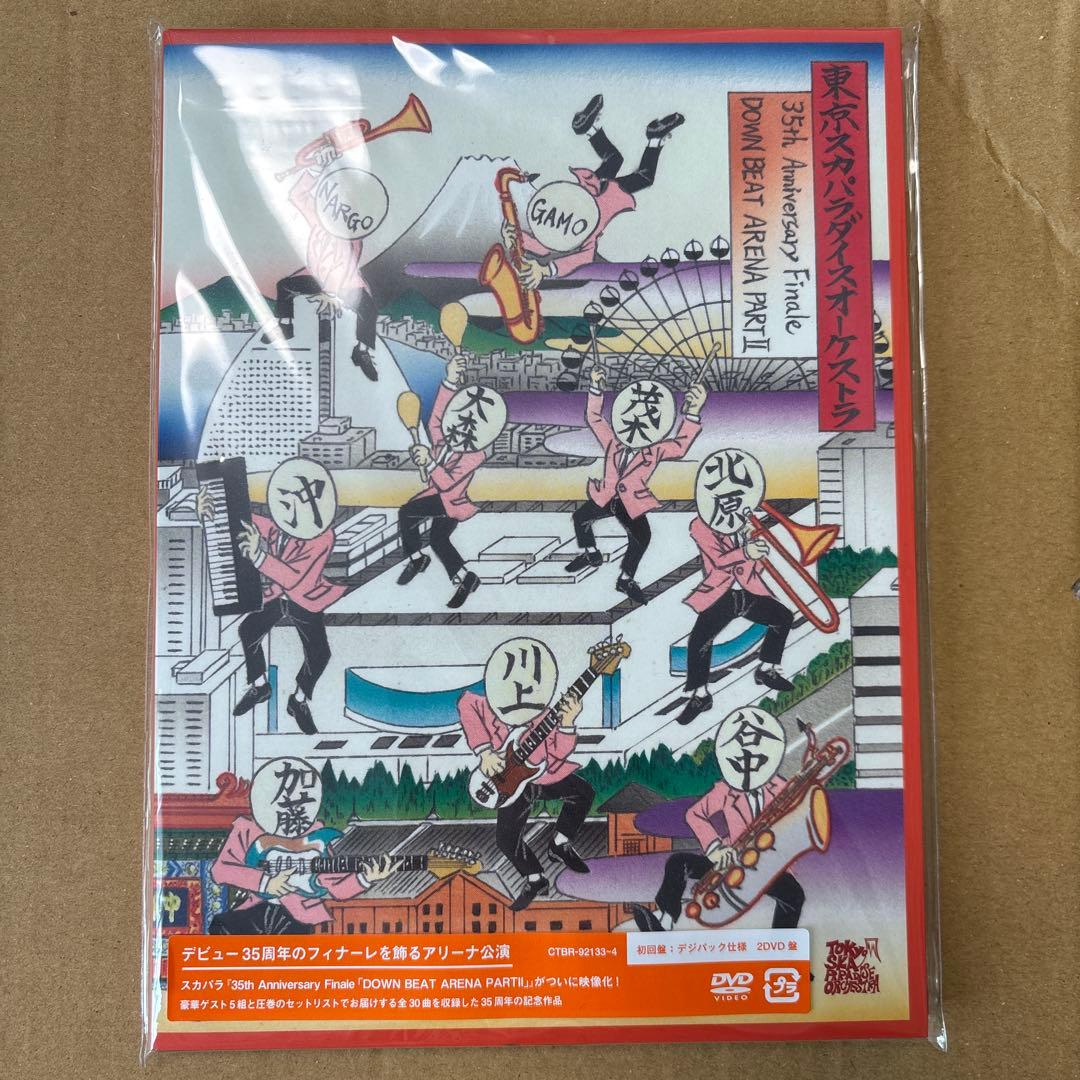 東京スカパラダイスオーケストラ
35th Anniversary Finale
DOWN BEAT ARENA PART II
NARGO
GAMO
大森
茂木
沖
北原
川上
谷中
加藤
中
デビュー35周年のフィナーレを飾るアリーナ公演
CTBR-92133~4
スカパラ「35th Anniversary Finale「DOWN BEAT ARENA PARTII」」がついに映像化!
豪華ゲスト5組と圧巻のセットリストでお届けする全30曲を収録した35周年の記念作品
初回盤:デジパック仕様 2DVD盤
DVD
VIDEO
プラ
TOKYO
SKA
PARADISE
ORCHESTRA